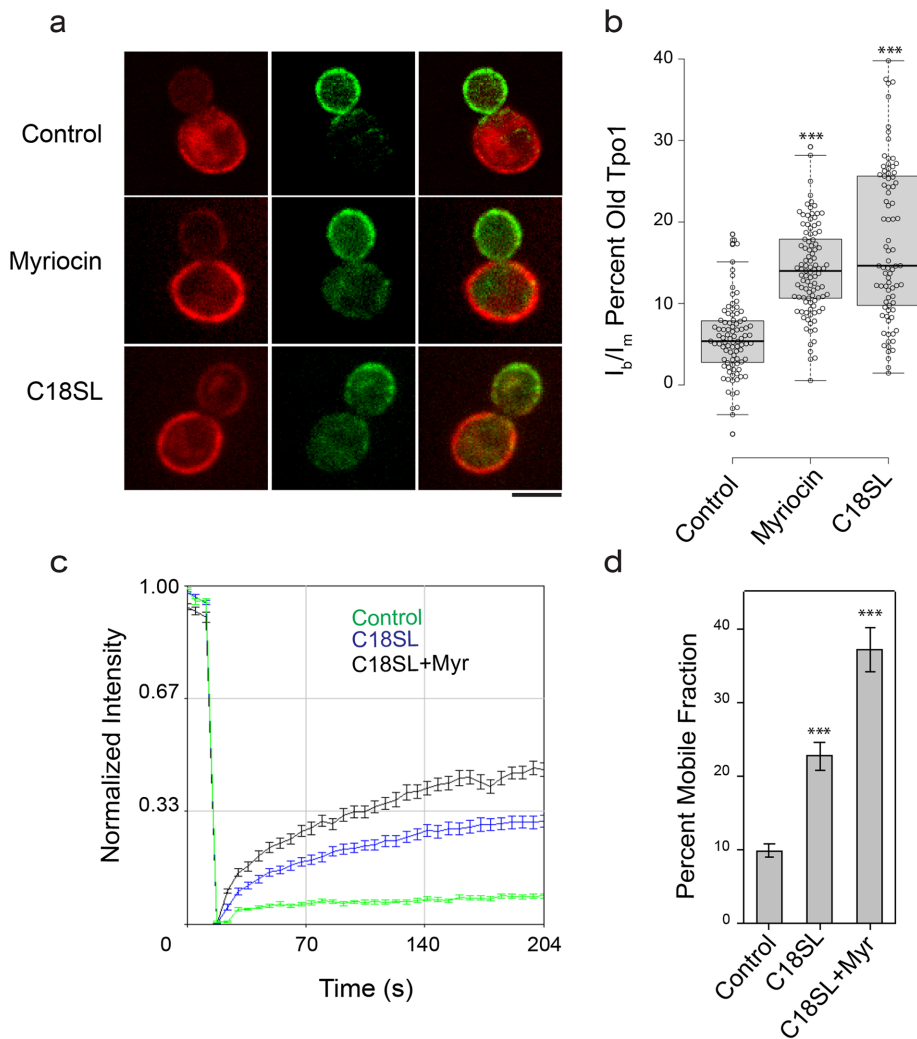 a
Control
Myriocin
C18SL
b
I_b/I_m Percent Old Tpo1
40
30
20
10
0
***
***
Control
Myriocin
C18SL
c
Normalized Intensity
1.00
0.67
0.33
0
70
140
204
Time (s)
Control
C18SL
C18SL+Myr
d
Percent Mobile Fraction
40
30
20
10
0
***
***
Control
C18SL
C18SL+Myr